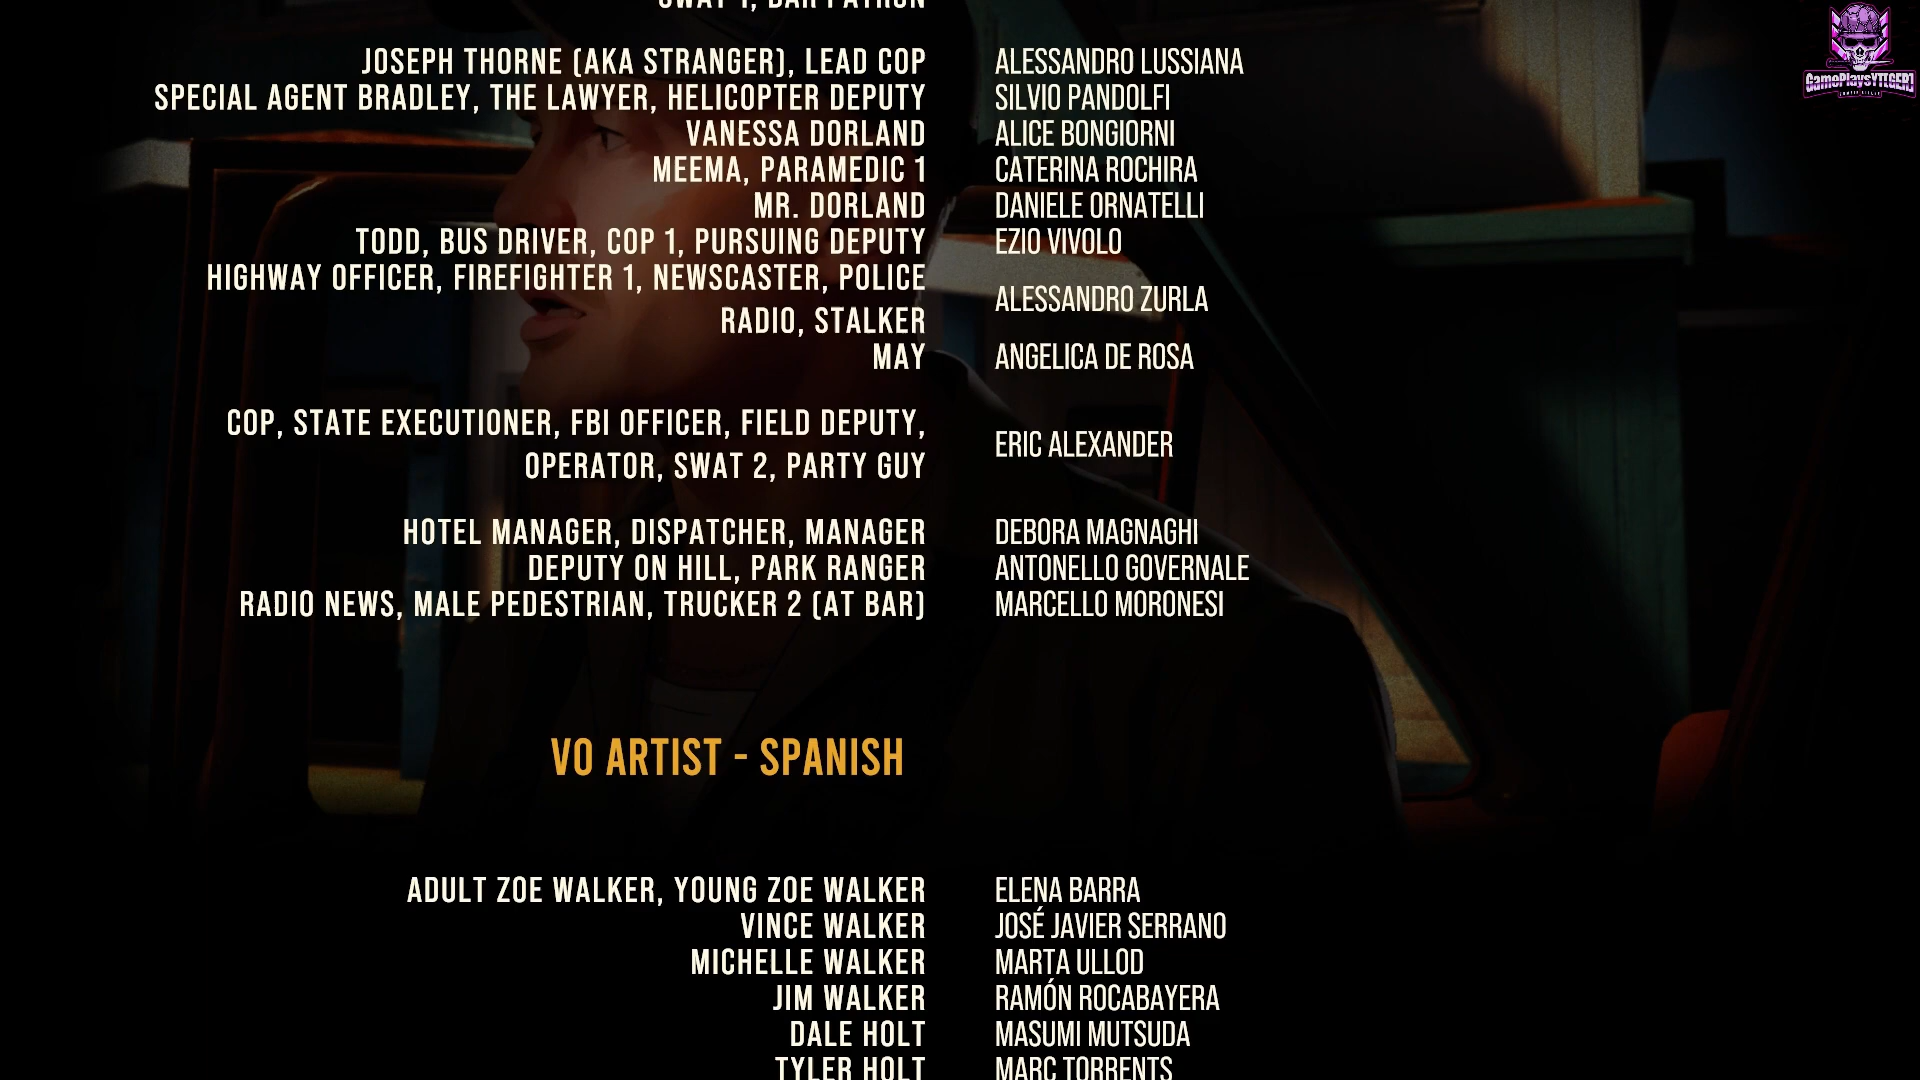 SWAT 1, BAR PATRON
JOSEPH THORNE (AKA STRANGER), LEAD COP ALESSANDRO LUSSIANA
SPECIAL AGENT BRADLEY, THE LAWYER, HELICOPTER DEPUTY SILVIO PANDOLFI
VANESSA DORLAND ALICE BONGIORNI
MEEMA, PARAMEDIC 1 CATERINA ROCHIRA
MR. DORLAND DANIELE ORNATELLI
TODD, BUS DRIVER, COP 1, PURSUING DEPUTY EZIO VIVOLO
HIGHWAY OFFICER, FIREFIGHTER 1, NEWSCASTER, POLICE
RADIO, STALKER
ALESSANDRO ZURLA
MAY ANGELICA DE ROSA
COP, STATE EXECUTIONER, FBI OFFICER, FIELD DEPUTY,
OPERATOR, SWAT 2, PARTY GUY
ERIC ALEXANDER
HOTEL MANAGER, DISPATCHER, MANAGER DEBORA MAGNAGHI
DEPUTY ON HILL, PARK RANGER ANTONELLO GOVERNALE
RADIO NEWS, MALE PEDESTRIAN, TRUCKER 2 (AT BAR) MARCELLO MORONESI
VO ARTIST - SPANISH
ADULT ZOE WALKER, YOUNG ZOE WALKER ELENA BARRA
VINCE WALKER JOSÉ JAVIER SERRANO
MICHELLE WALKER MARTA ULLOD
JIM WALKER RAMÓN ROCABAYERA
DALE HOLT MASUMI MUTSUDA
TYLER HOLT MARC TORRENTS
GamePlaysYTIGER1